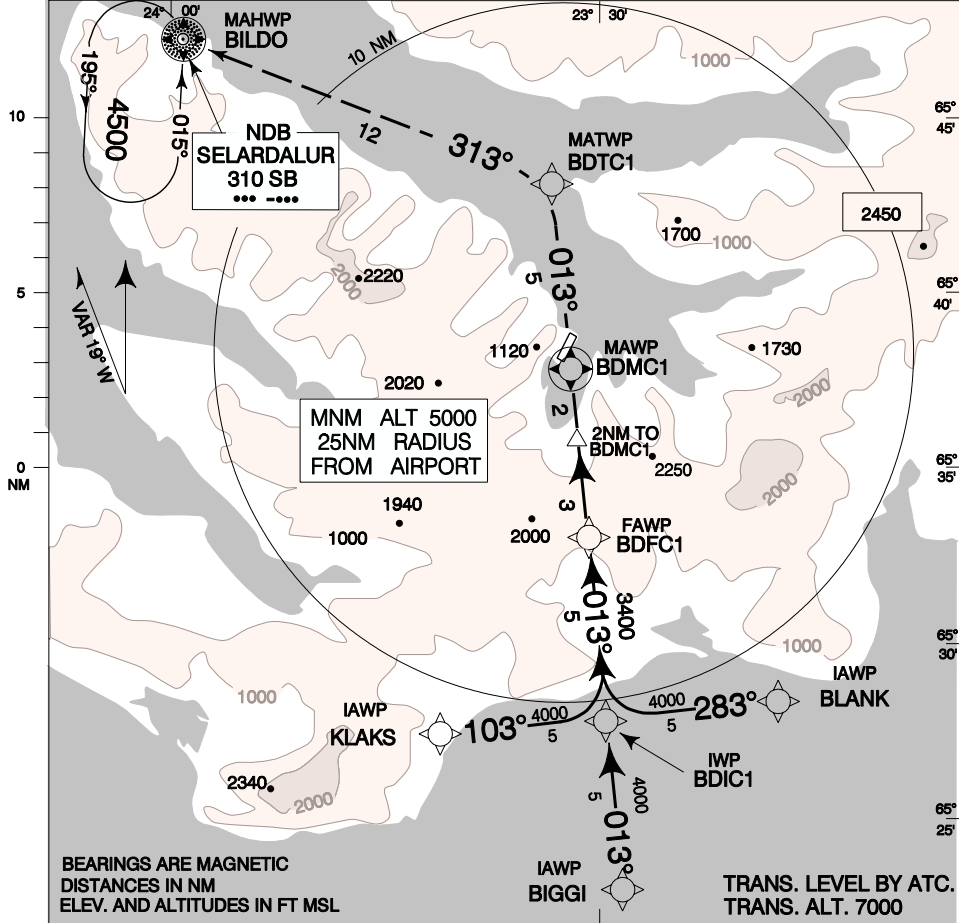 24° 00'
MAHWP
BILDO
23° 30'
10 NM
1000
195°
4500
015°
10
12
313°
65°
45'
NDB
SELARDALUR
310 SB
••• –•••
MATWP
BDTC1
2450
1700
1000
2000
2220
5
013°
5
65°
40'
VAR 19° W
1120
MAWP
BDMC1
1730
2020
2000
2
MNM ALT 5000
25NM RADIUS
FROM AIRPORT
2NM TO
BDMC1
2250
0
NM
65°
35'
2000
1940
1000
3
2000
FAWP
BDFC1
013°
5
3400
65°
30'
1000
1000
IAWP
KLAKS
103°
4000
5
4000
5
283°
IAWP
BLANK
IWP
BDIC1
2340
2000
4000
5
013°
65°
25'
IAWP
BIGGI
BEARINGS ARE MAGNETIC
DISTANCES IN NM
ELEV. AND ALTITUDES IN FT MSL
TRANS. LEVEL BY ATC.
TRANS. ALT. 7000